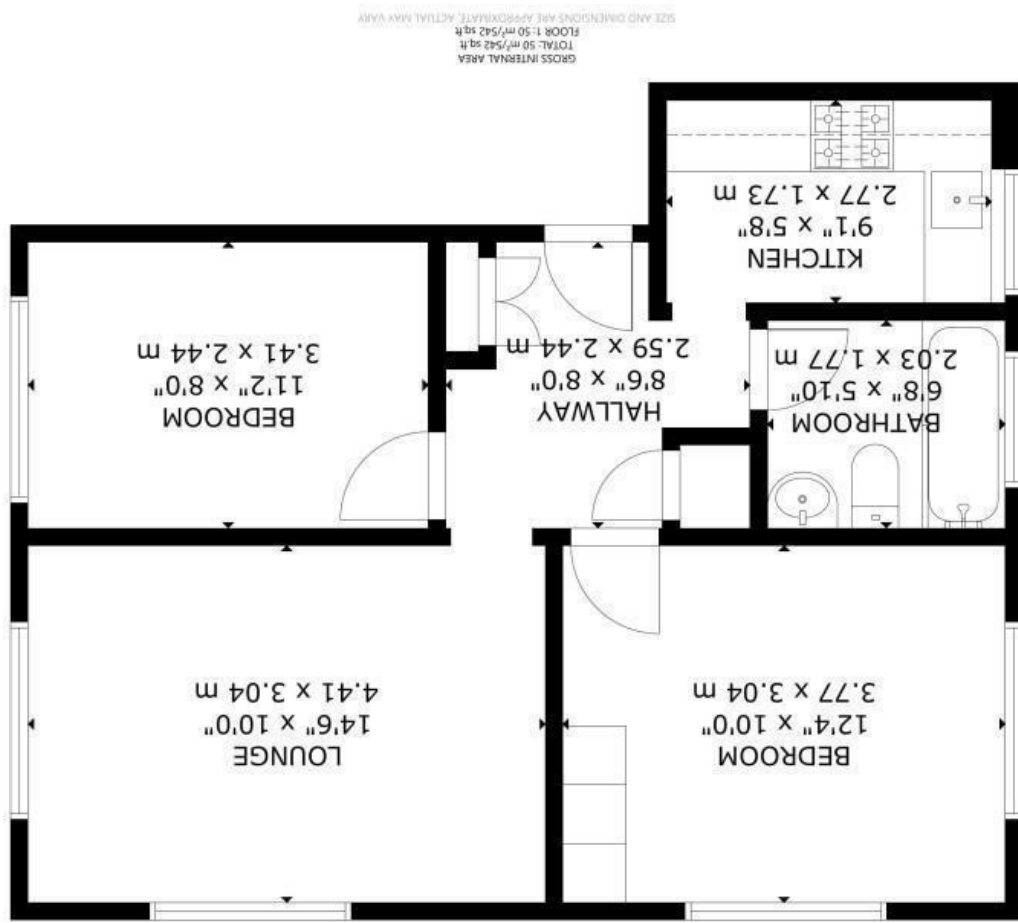 BEDROOM
12'4" x 10'0"
3.77 x 3.04 m
LOUNGE
14'6" x 10'0"
4.41 x 3.04 m
BATHROOM
6'8" x 5'10"
2.03 x 1.77 m
HALLWAY
8'6" x 8'0"
2.59 x 2.44 m
BEDROOM
11'2" x 8'0"
3.41 x 2.44 m
KITCHEN
9'1" x 5'8"
2.77 x 1.73 m
GROSS INTERNAL AREA
TOTAL: 50 m²/542 sq.ft
FLOOR 1: 50 m²/542 sq.ft
SIZE AND DIMENSIONS ARE APPROXIMATE, ACTUAL MAY VARY